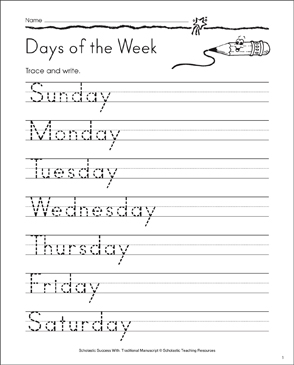 Name
Days of the Week
Trace and write.
Sunday
Monday
Tuesday
Wednesday
Thursday
Friday
Saturday
Scholastic Success With: Traditional Manuscript © Scholastic Teaching Resources